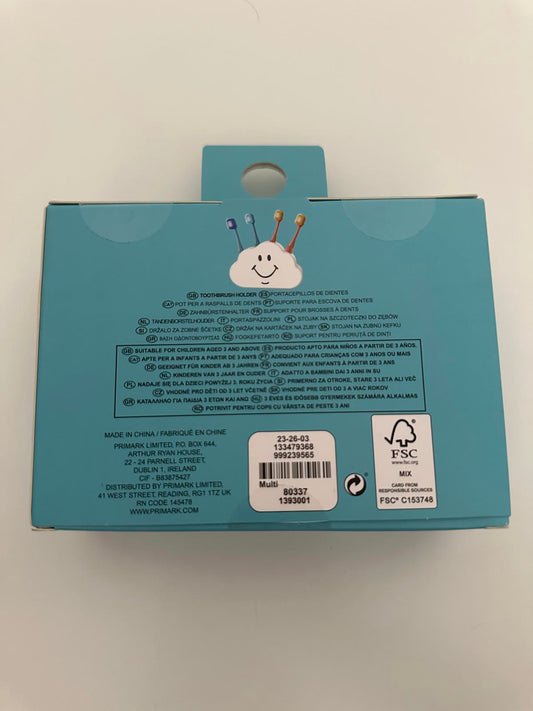 GB TOOTHBRUSH HOLDER ES PORTACEPILLOS DE DIENTES
CAT POT PER A RASPALLS DE DENTS PT SUPORTE PARA ESCOVA DE DENTES
DE ZAHNBÜRSTENHALTER FR SUPPORT POUR BROSSES À DENTS
NL TANDENBORSTELHOUDER IT PORTASPAZZOLINI PL STOJAK NA SZCZOTECZKI DO ZĘBÓW
SI DRŽALO ZA ZOBNE ŠČETKE CZ DRŽÁK NA KARTÁČEK NA ZUBY SK STOJAN NA ZUBNÚ KEFKU
GR ΒΑΣΗ ΟΔΟΝΤΟΒΟΥΡΤΣΑΣ HU FOGKEFETARTÓ RO SUPORT PENTRU PERIUȚĂ DE DINȚI
GB SUITABLE FOR CHILDREN AGED 3 AND ABOVE ES PRODUCTO APTO PARA NIÑOS A PARTIR DE 3 AÑOS.
CAT APTE PER A INFANTS A PARTIR DE 3 ANYS PT ADEQUADO PARA CRIANÇAS COM 3 ANOS OU MAIS
DE GEEIGNET FÜR KINDER AB 3 JAHREN FR CONVIENT AUX ENFANTS À PARTIR DE 3 ANS
NL KINDEREN VAN 3 JAAR EN OUDER IT ADATTO A BAMBINI DAI 3 ANNI IN SU
PL NADAJE SIĘ DLA DZIECI POWYŻEJ 3. ROKU ŻYCIA SI PRIMERNO ZA OTROKE, STARE 3 LETA ALI VEČ
CZ VHODNÉ PRO DĚTI OD 3 LET VČETNĚ SK VHODNÉ PRE DETI OD 3 A VIAC ROKOV
GR ΚΑΤΑΛΛΗΛΟ ΓΙΑ ΠΑΙΔΙΑ 3 ΕΤΩΝ ΚΑΙ ΑΝΩ HU 3 ÉVES ÉS IDŐSEBB GYERMEKEK SZÁMÁRA ALKALMAS
RO POTRIVIT PENTRU COPII CU VÂRSTA DE PESTE 3 ANI
MADE IN CHINA / FABRIQUÉ EN CHINE
PRIMARK LIMITED, P.O. BOX 644,
ARTHUR RYAN HOUSE,
22 - 24 PARNELL STREET,
DUBLIN 1, IRELAND
CIF - B83875427
DISTRIBUTED BY PRIMARK LIMITED,
41 WEST STREET, READING, RG1 1TZ UK
RN CODE 145478
WWW.PRIMARK.COM
23-26-03
133479368
999239565
Multi
80337
1393001
FSC
www.fsc.org
MIX
CARD FROM
RESPONSIBLE SOURCES
FSC® C153748